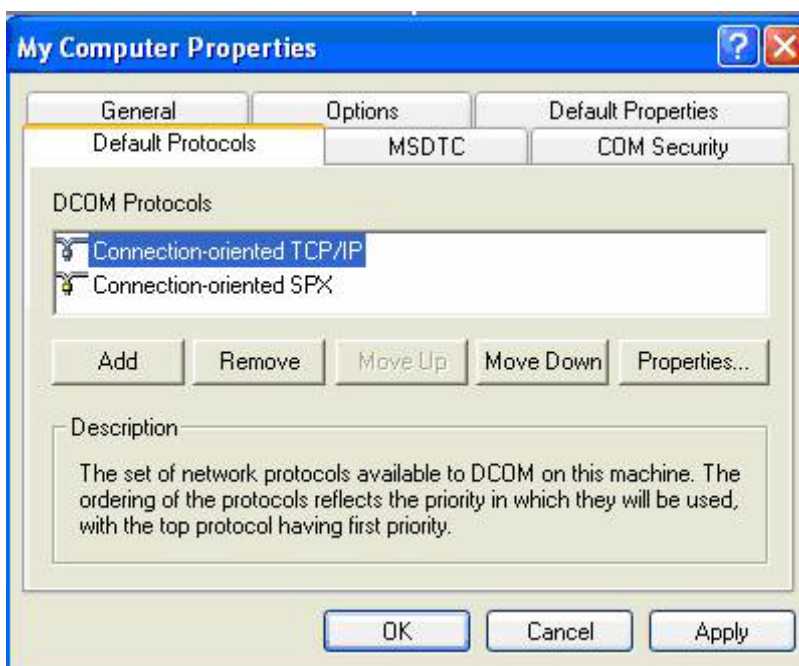 My Computer Properties
General Options Default Properties
Default Protocols MSDTC COM Security
DCOM Protocols
Connection-oriented TCP/IP
Connection-oriented SPX
Add Remove Move Up Move Down Properties...
Description
The set of network protocols available to DCOM on this machine. The
ordering of the protocols reflects the priority in which they will be used,
with the top protocol having first priority.
OK Cancel Apply